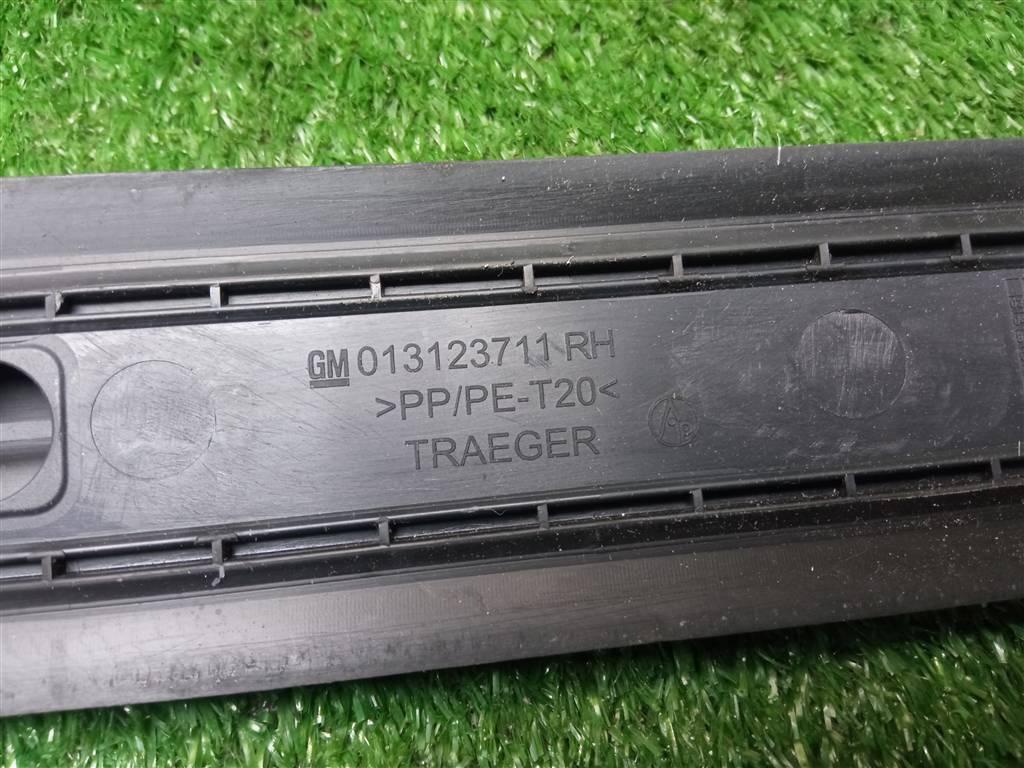 GM 013123711 RH
>PP/PE-T20<
TRAEGER